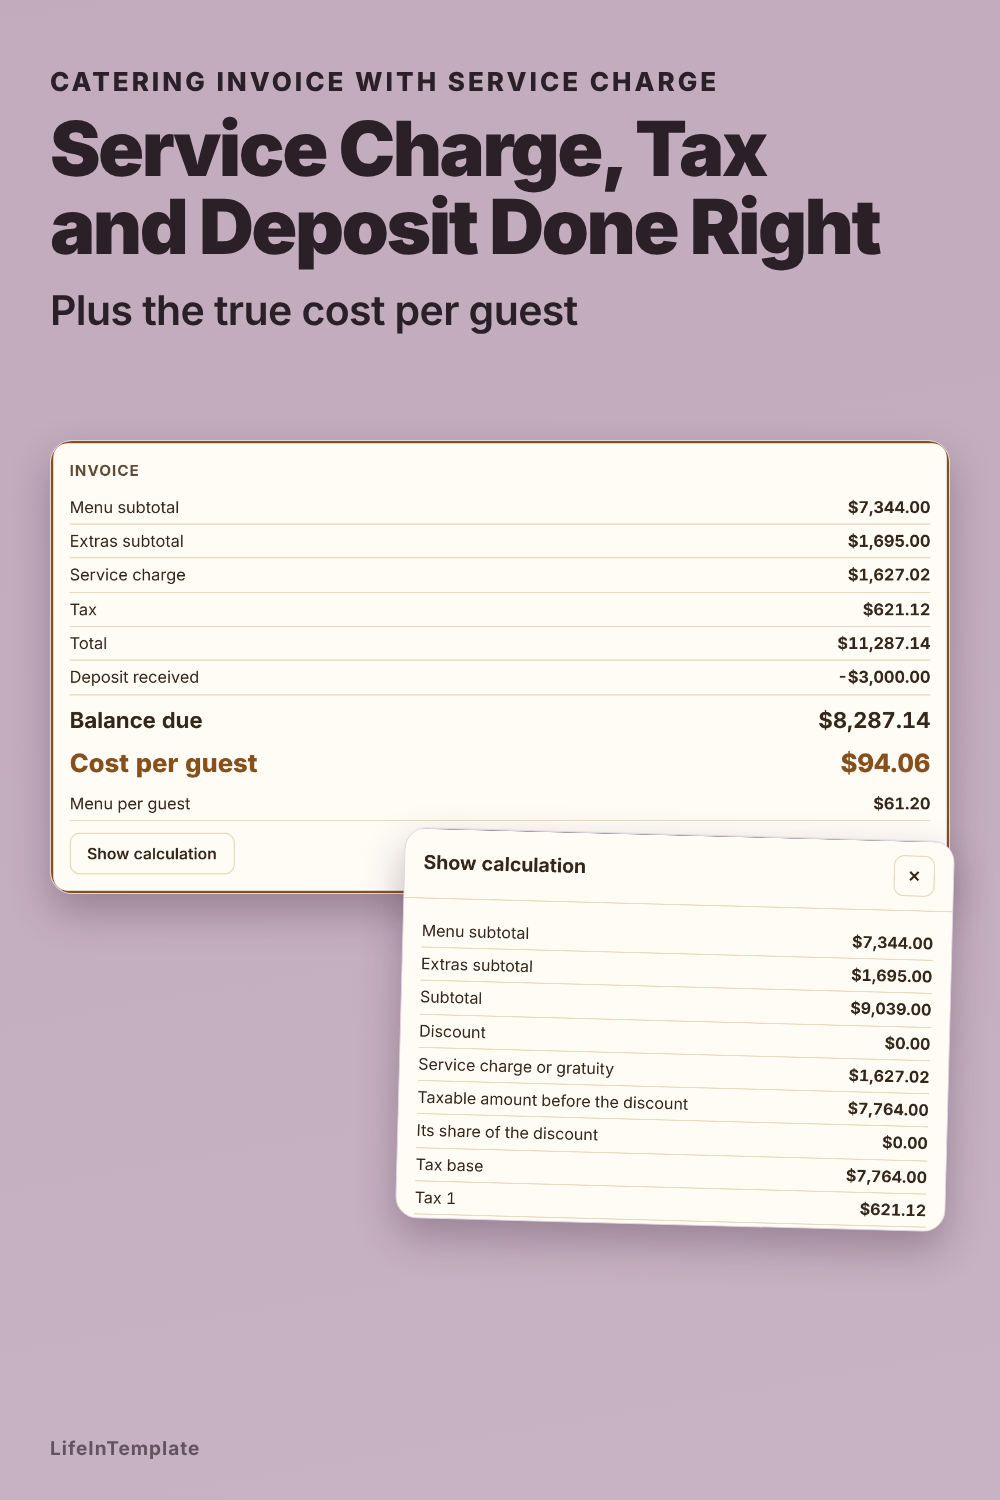 CATERING INVOICE WITH SERVICE CHARGE
Service Charge, Tax
and Deposit Done Right
Plus the true cost per guest
INVOICE
Menu subtotal $7,344.00
Extras subtotal $1,695.00
Service charge $1,627.02
Tax $621.12
Total $11,287.14
Deposit received -$3,000.00
Balance due $8,287.14
Cost per guest $94.06
Menu per guest $61.20
Show calculation
Show calculation ×
Menu subtotal $7,344.00
Extras subtotal $1,695.00
Subtotal $9,039.00
Discount $0.00
Service charge or gratuity $1,627.02
Taxable amount before the discount $7,764.00
Its share of the discount $0.00
Tax base $7,764.00
Tax 1 $621.12
LifeInTemplate